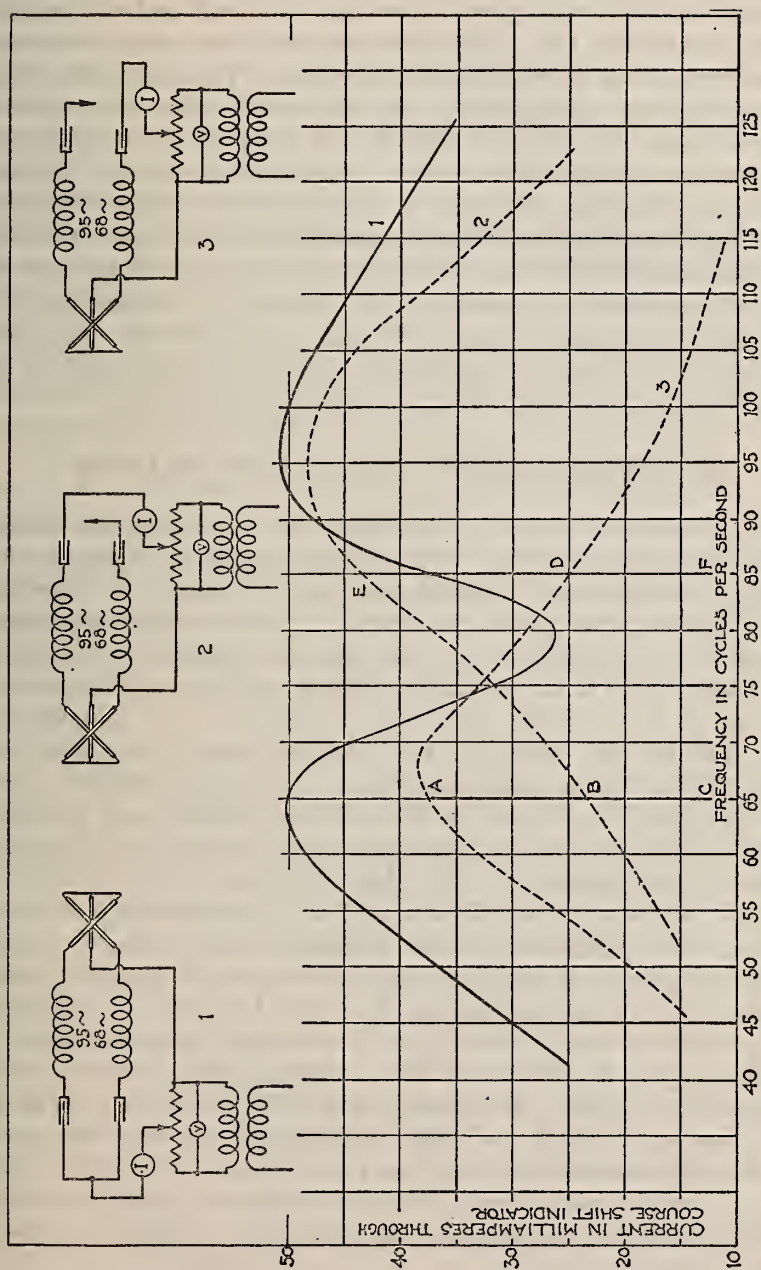 95~
68~
I
V
1
95~
68~
I
V
2
95~
68~
I
V
3
CURRENT IN MILLIAMPERES THROUGH
COURSE SHIFT INDICATOR
50
40
30
20
10
1
2
3
A
B
C
D
E
F
40
45
50
55
60
65
70
75
80
85
90
95
100
105
110
115
120
125
FREQUENCY IN CYCLES PER SECOND